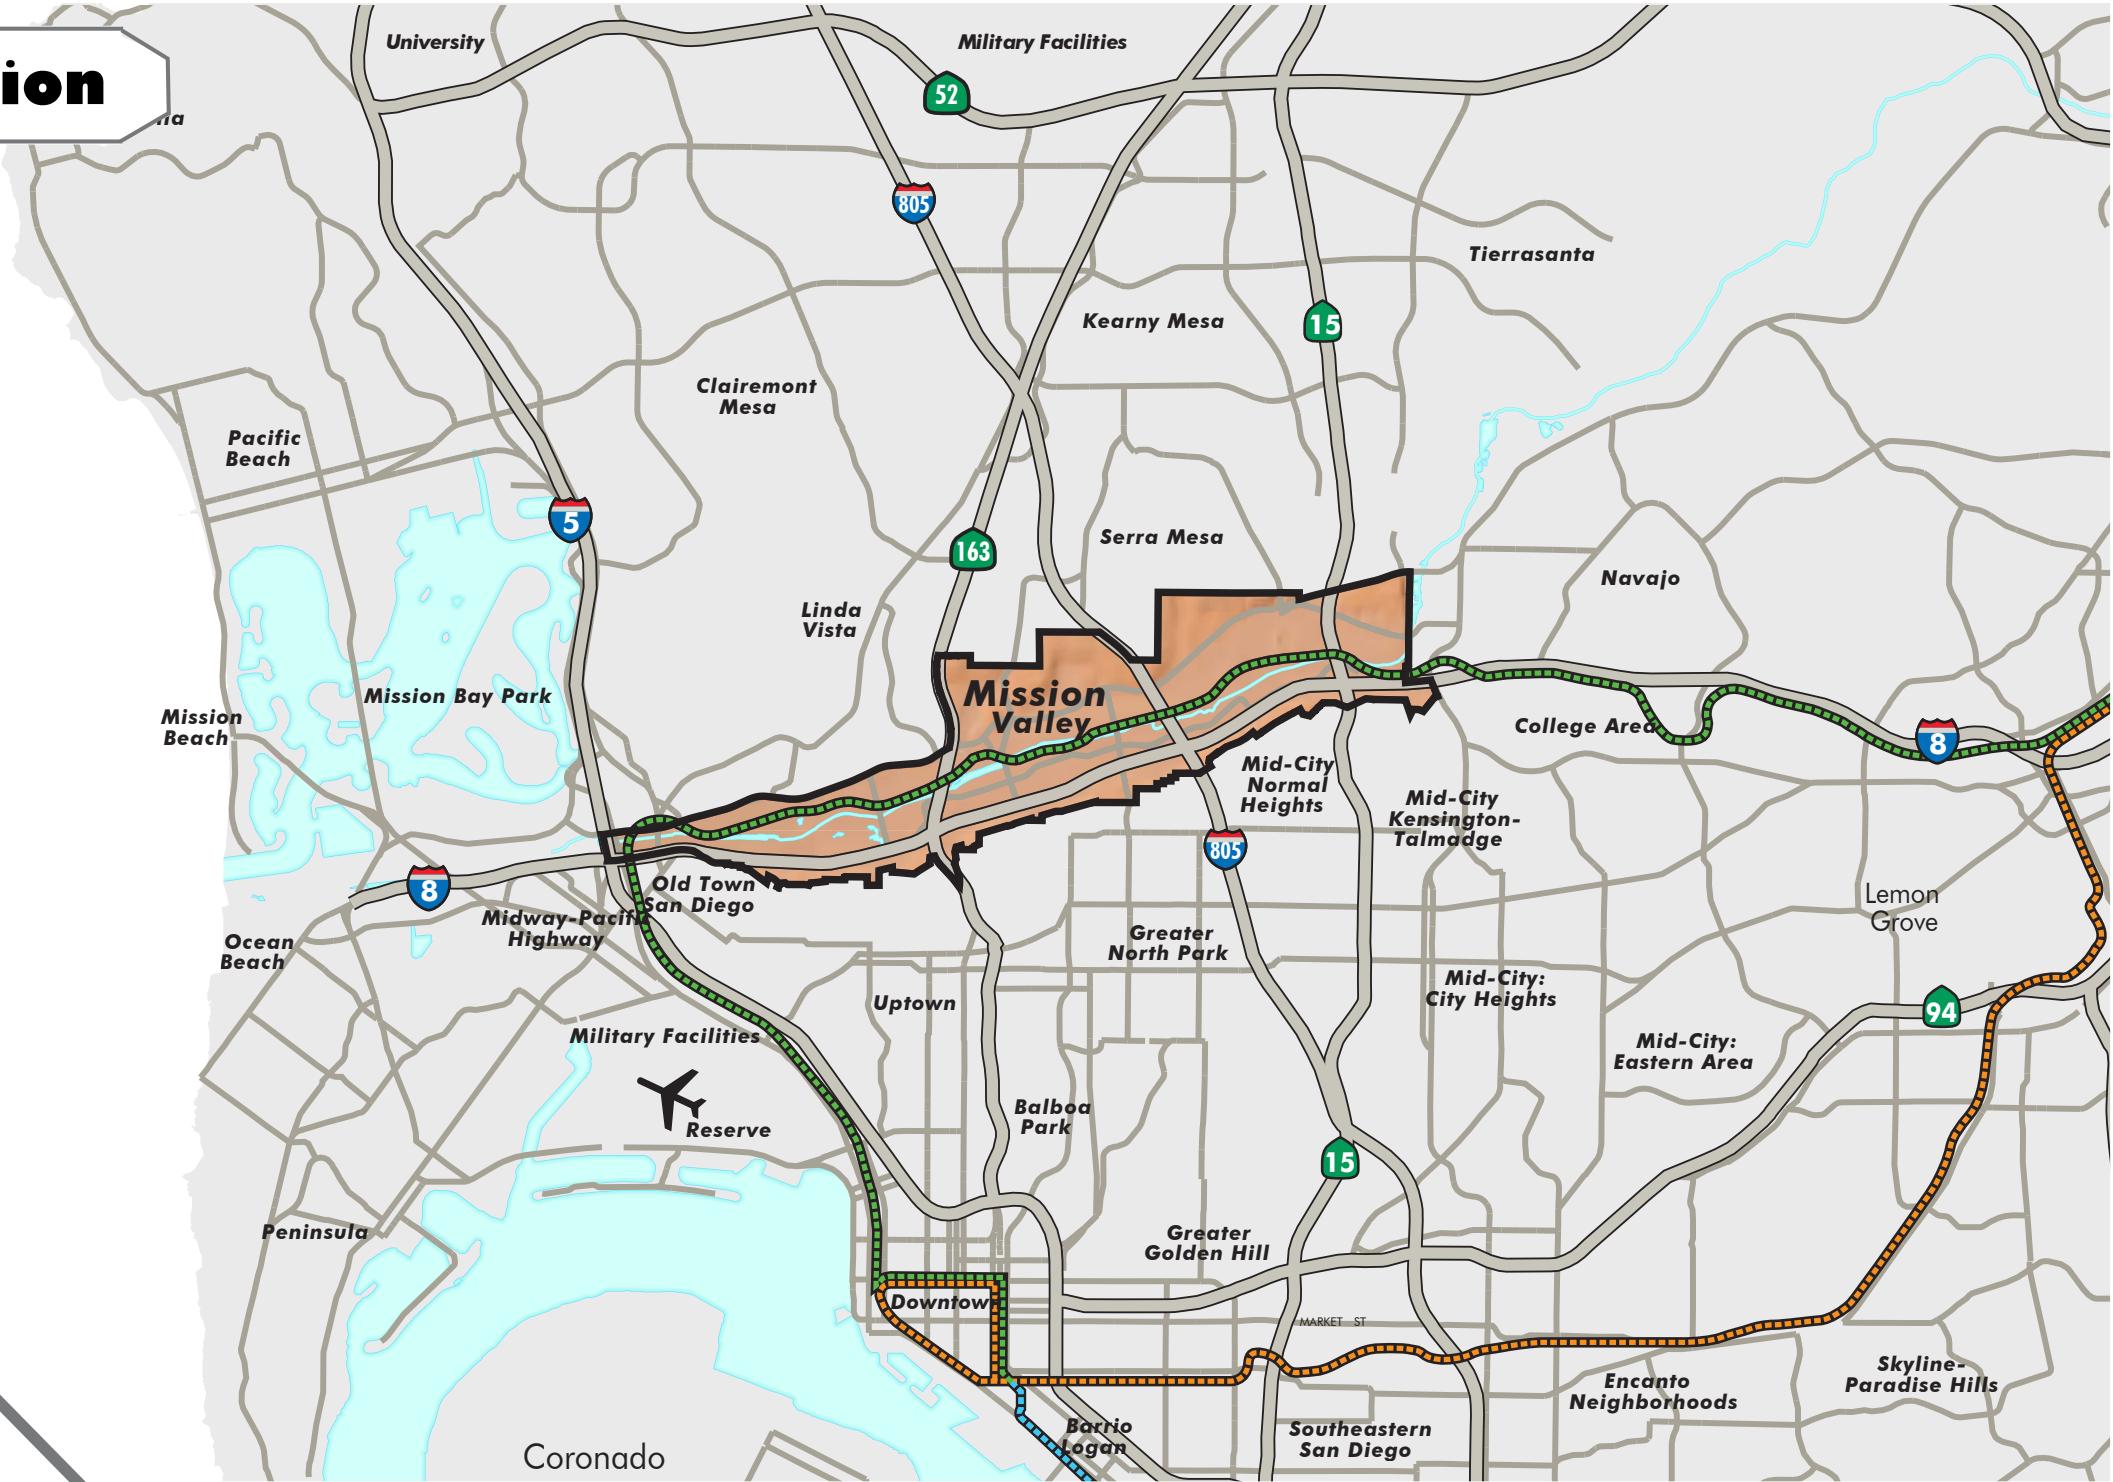 ion
University
Military Facilities
52
805
Tierrasanta
Kearny Mesa
15
Clairemont
Mesa
Pacific
Beach
5
163
Serra Mesa
Navajo
Linda
Vista
Mission
Valley
Mission Bay Park
Mission
Beach
College Area
8
Mid-City
Normal
Heights
Mid-City
Kensington-
Talmadge
805
8
Old Town
San Diego
Midway-Pacific
Highway
Lemon
Grove
Ocean
Beach
Greater
North Park
Mid-City:
City Heights
Uptown
94
Military Facilities
Mid-City:
Eastern Area
Reserve
Balboa
Park
15
Peninsula
Greater
Golden Hill
Downtown
MARKET ST
Skyline-
Paradise Hills
Encanto
Neighborhoods
Barrio
Logan
Southeastern
San Diego
Coronado